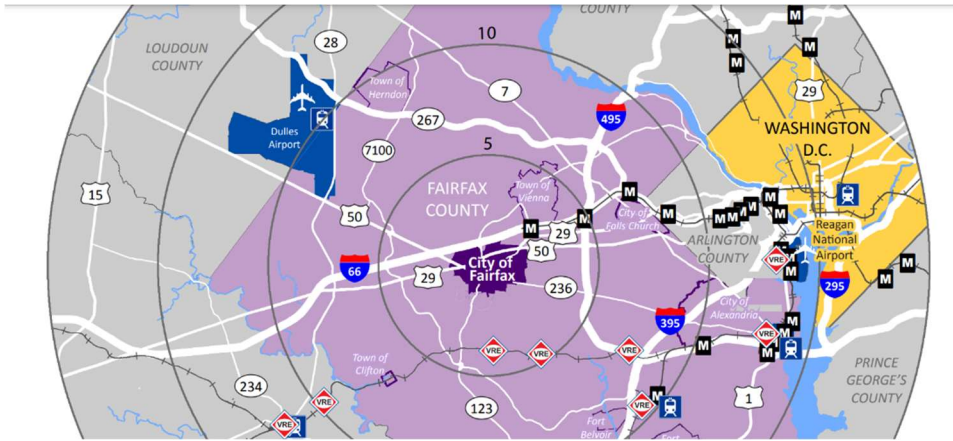 COUNTY
LOUDOUN
COUNTY
28
10
M
M
M
M
Town of
Herndon
7
29
267
495
WASHINGTON
D.C.
Dulles
Airport
7100
5
15
FAIRFAX
COUNTY
Town of
Vienna
M
M
50
M
29
50
City of
Falls Church
M
M
M
M
M
M
M
M
ARLINGTON
COUNTY
Reagan
National
Airport
66
29
City of
Fairfax
VRE
M
M
M
M
236
295
395
City of
Alexandria
M
M
VRE
M
M
M
VRE
VRE
VRE
Town of
Clifton
PRINCE
GEORGE'S
COUNTY
234
VRE
VRE
123
M
VRE
1
Fort
Belvoir
Fort